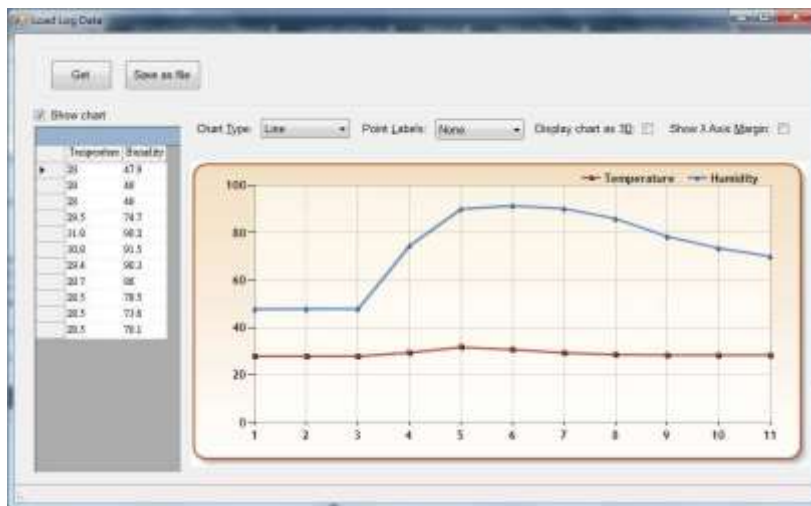 Load Log Data
Get
Save as file
Show chart
Chart Type: Line
Point Labels: None
Display chart as 3D:
Show X Axis Margin:
28 47.9
28 48
28 48
29.5 74.7
31.9
30.9 91.5
29.4 90.3
28.7 86
28.5 78.5
28.5 73.6
28.5 70.1
Temperature Humidity
100
80
60
40
20
0
1 2 3 4 5 6 7 8 9 10 11